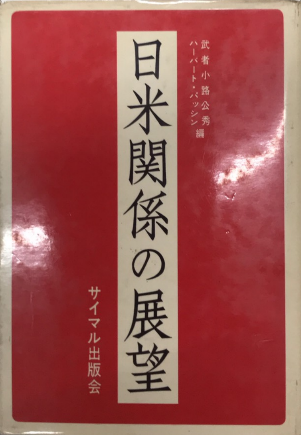 武者小路公秀
ハーバート・パッシン 編
日米関係の展望
サイマル出版会